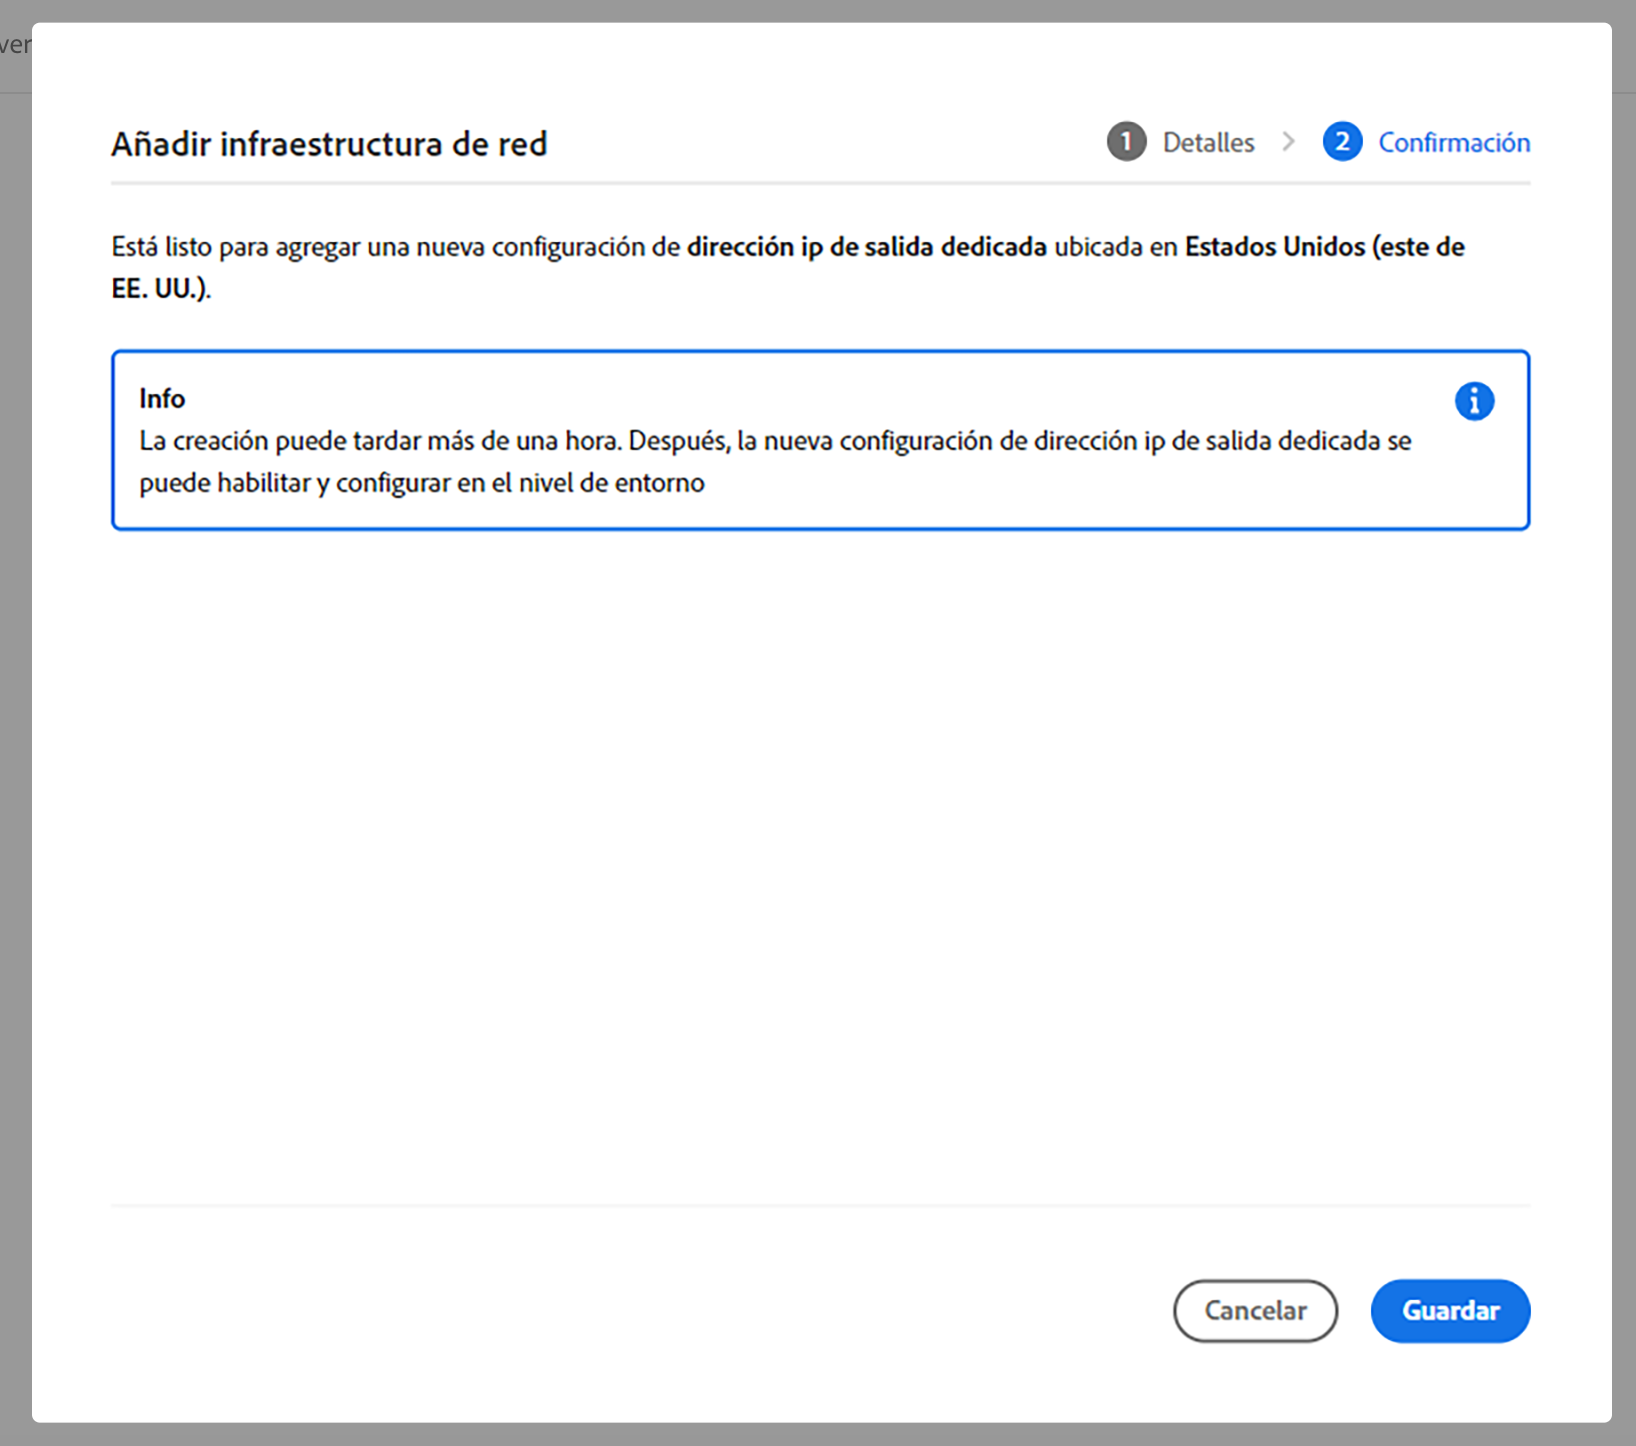 ver
Añadir infraestructura de red
1 Detalles > 2 Confirmación
Está listo para agregar una nueva configuración de dirección ip de salida dedicada ubicada en Estados Unidos (este de
EE. UU.).
Info
La creación puede tardar más de una hora. Después, la nueva configuración de dirección ip de salida dedicada se
puede habilitar y configurar en el nivel de entorno
Cancelar
Guardar